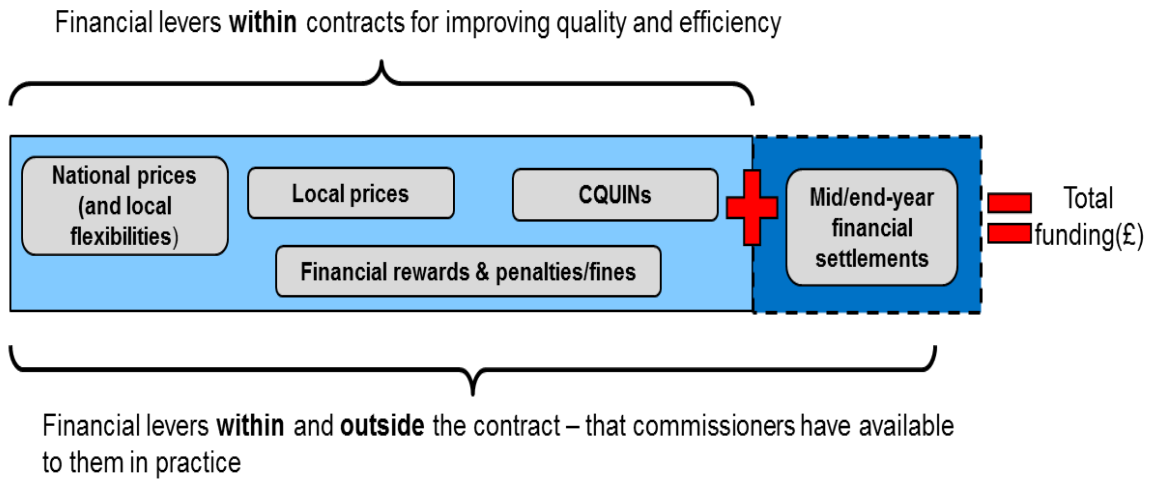 Financial levers within contracts for improving quality and efficiency
National prices
(and local
flexibilities)
Local prices
CQUINs
Financial rewards & penalties/fines
Mid/end-year
financial
settlements
Total
funding(£)
Financial levers within and outside the contract – that commissioners have available
to them in practice